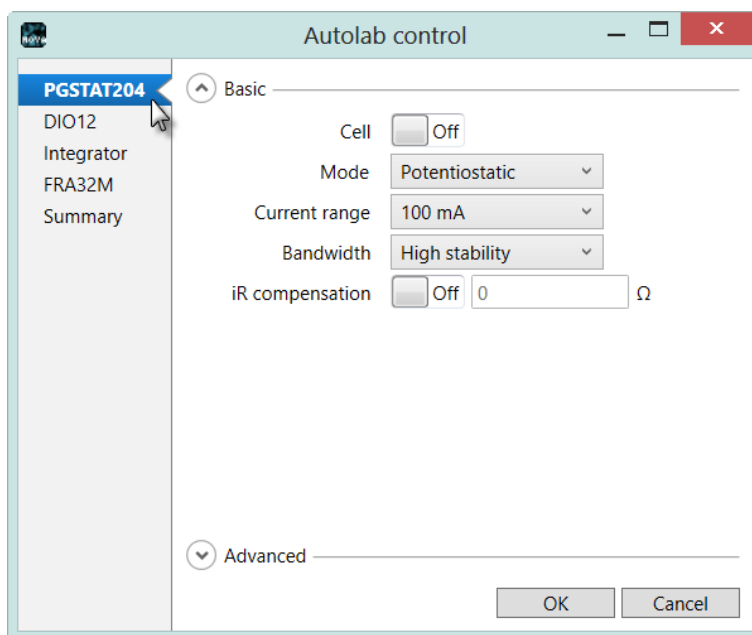 Autolab control
PGSTAT204
DIO12
Integrator
FRA32M
Summary
Basic
Cell Off
Mode Potentiostatic
Current range 100 mA
Bandwidth High stability
iR compensation Off 0 Ω
Advanced
OK Cancel